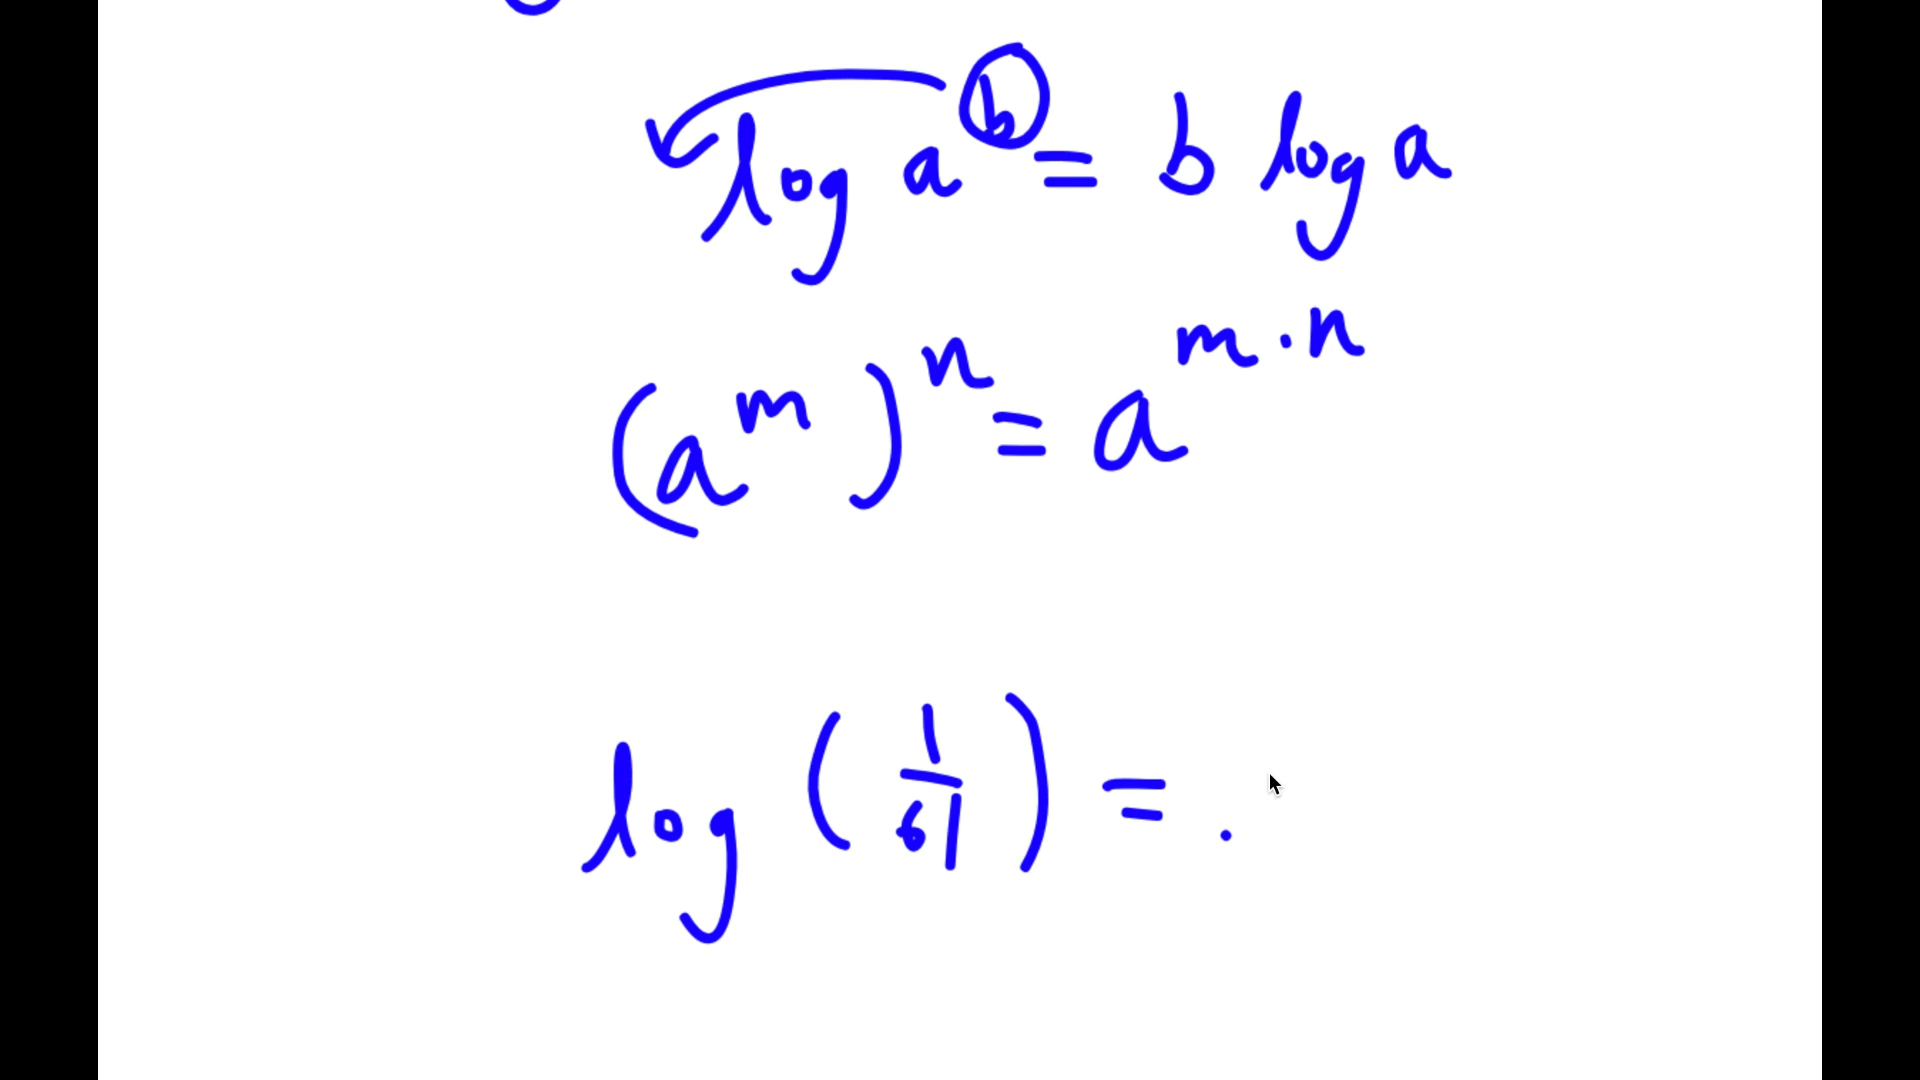 log a^b = b log a
(a^m)^n = a^{m·n}
log (1/61) = .